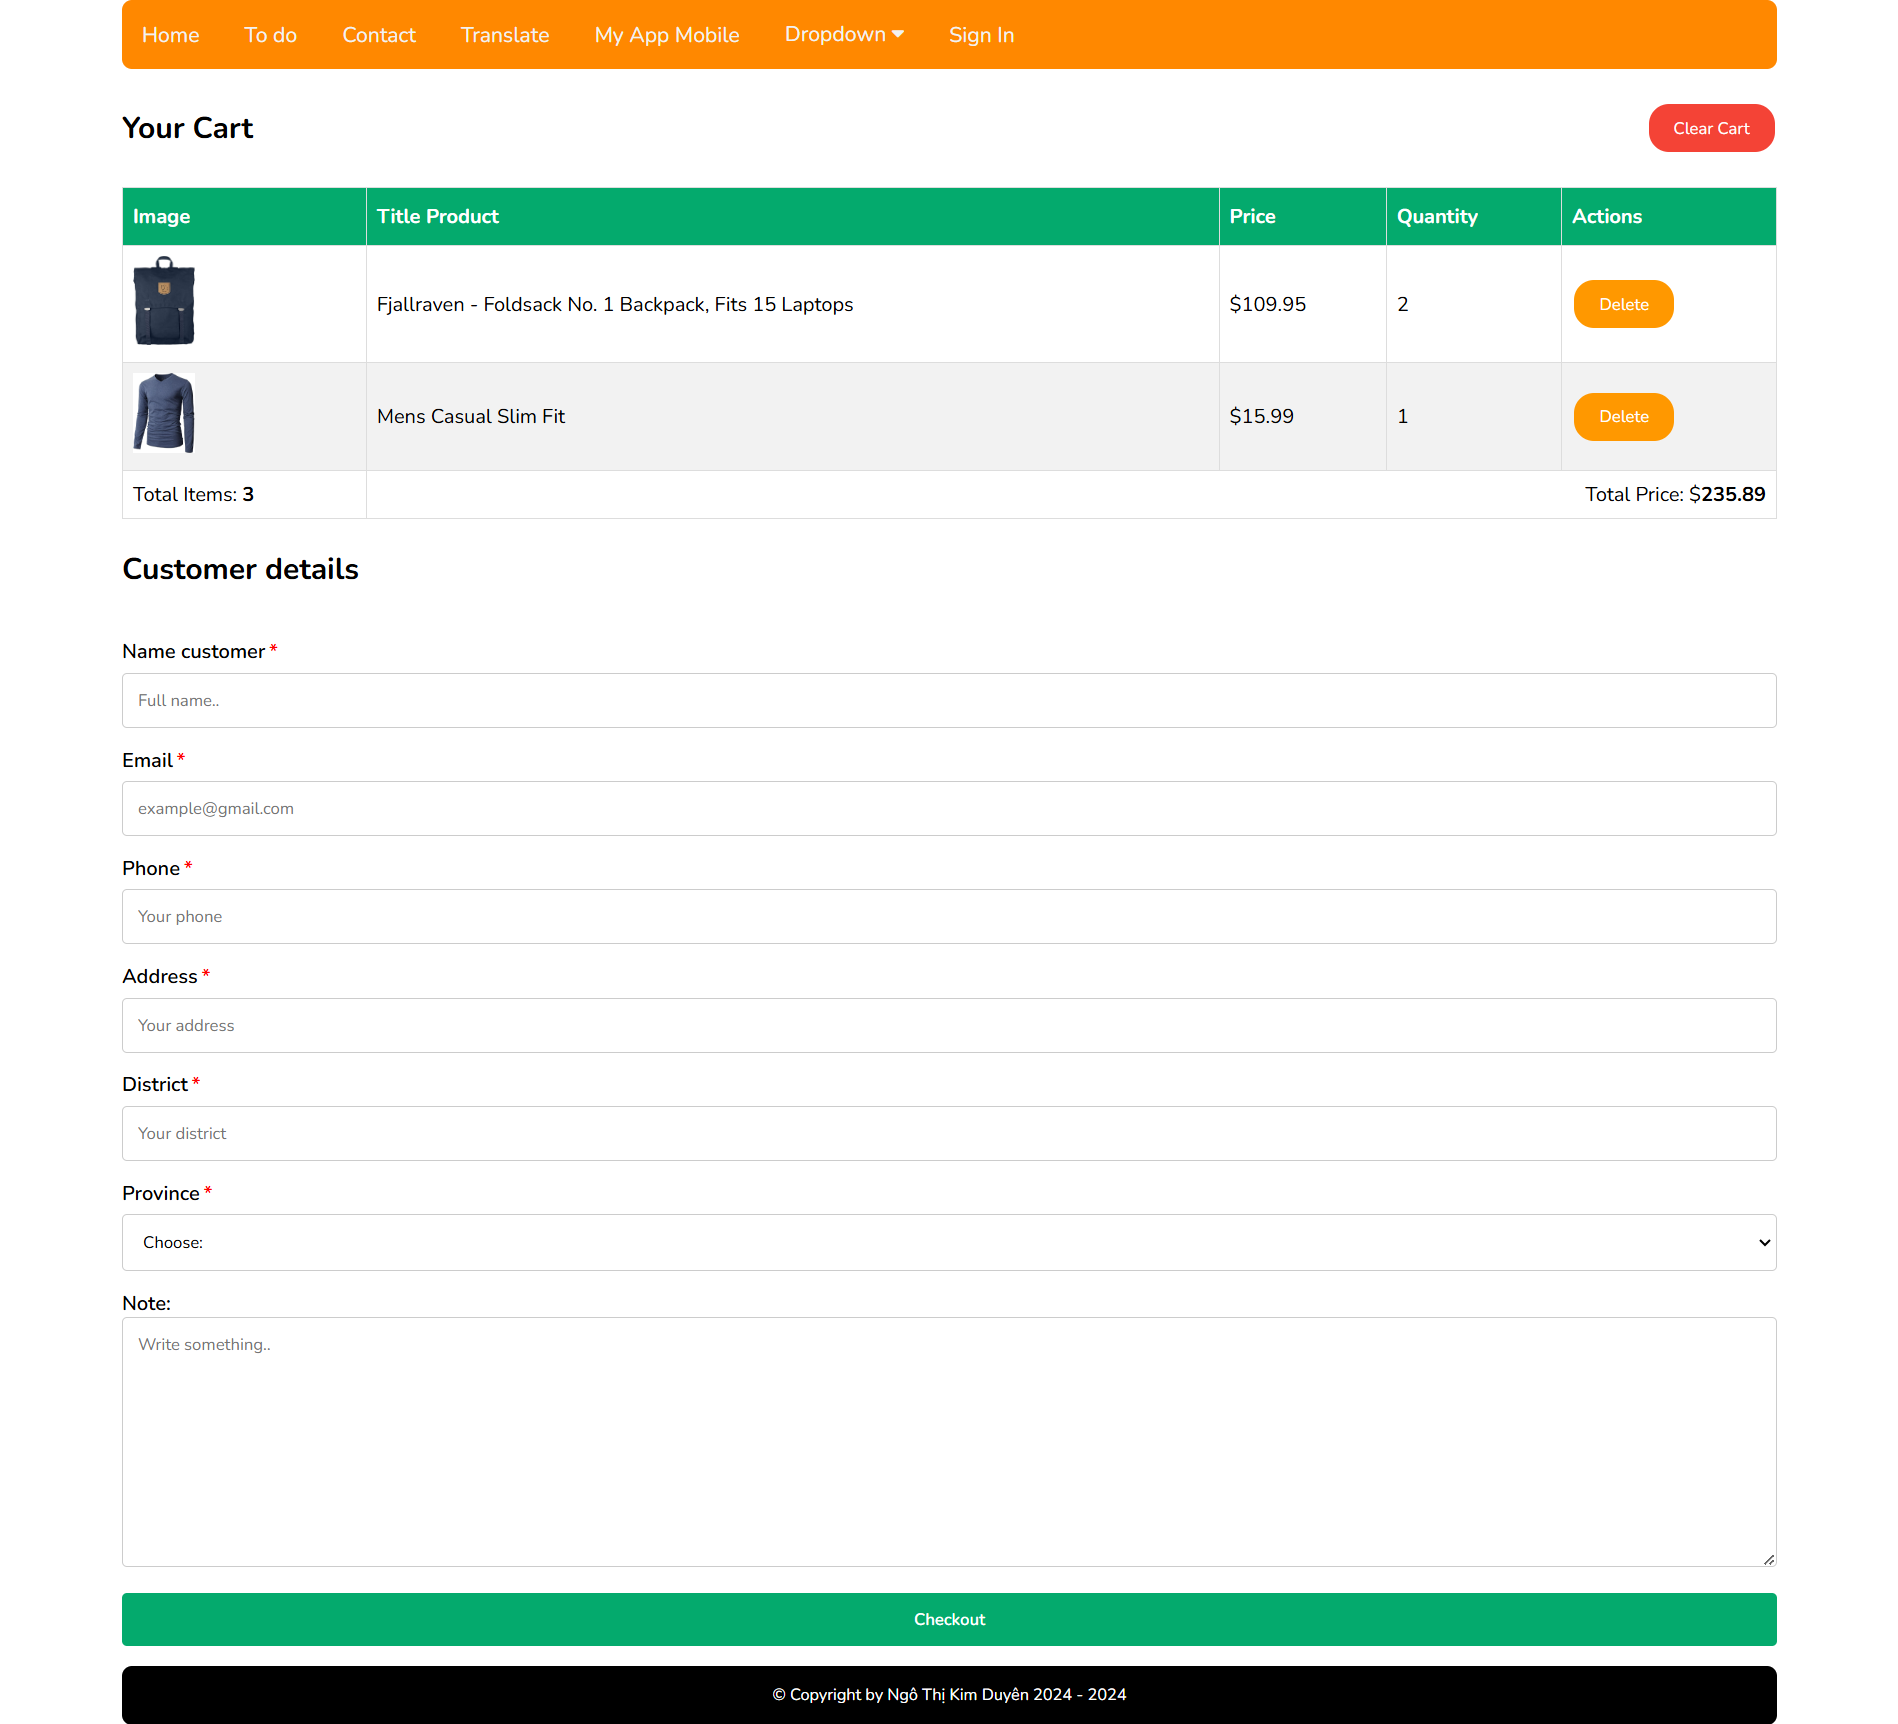 Home To do Contact Translate My App Mobile Dropdown Sign In
Your Cart Clear Cart
Image Title Product Price Quantity Actions
Fjallraven - Foldsack No. 1 Backpack, Fits 15 Laptops $109.95 2 Delete
Mens Casual Slim Fit $15.99 1 Delete
Total Items: 3 Total Price: $235.89
Customer details
Name customer *
Full name..
Email *
example@gmail.com
Phone *
Your phone
Address *
Your address
District *
Your district
Province *
Choose:
Note:
Write something..
Checkout
© Copyright by Ngô Thị Kim Duyên 2024 - 2024